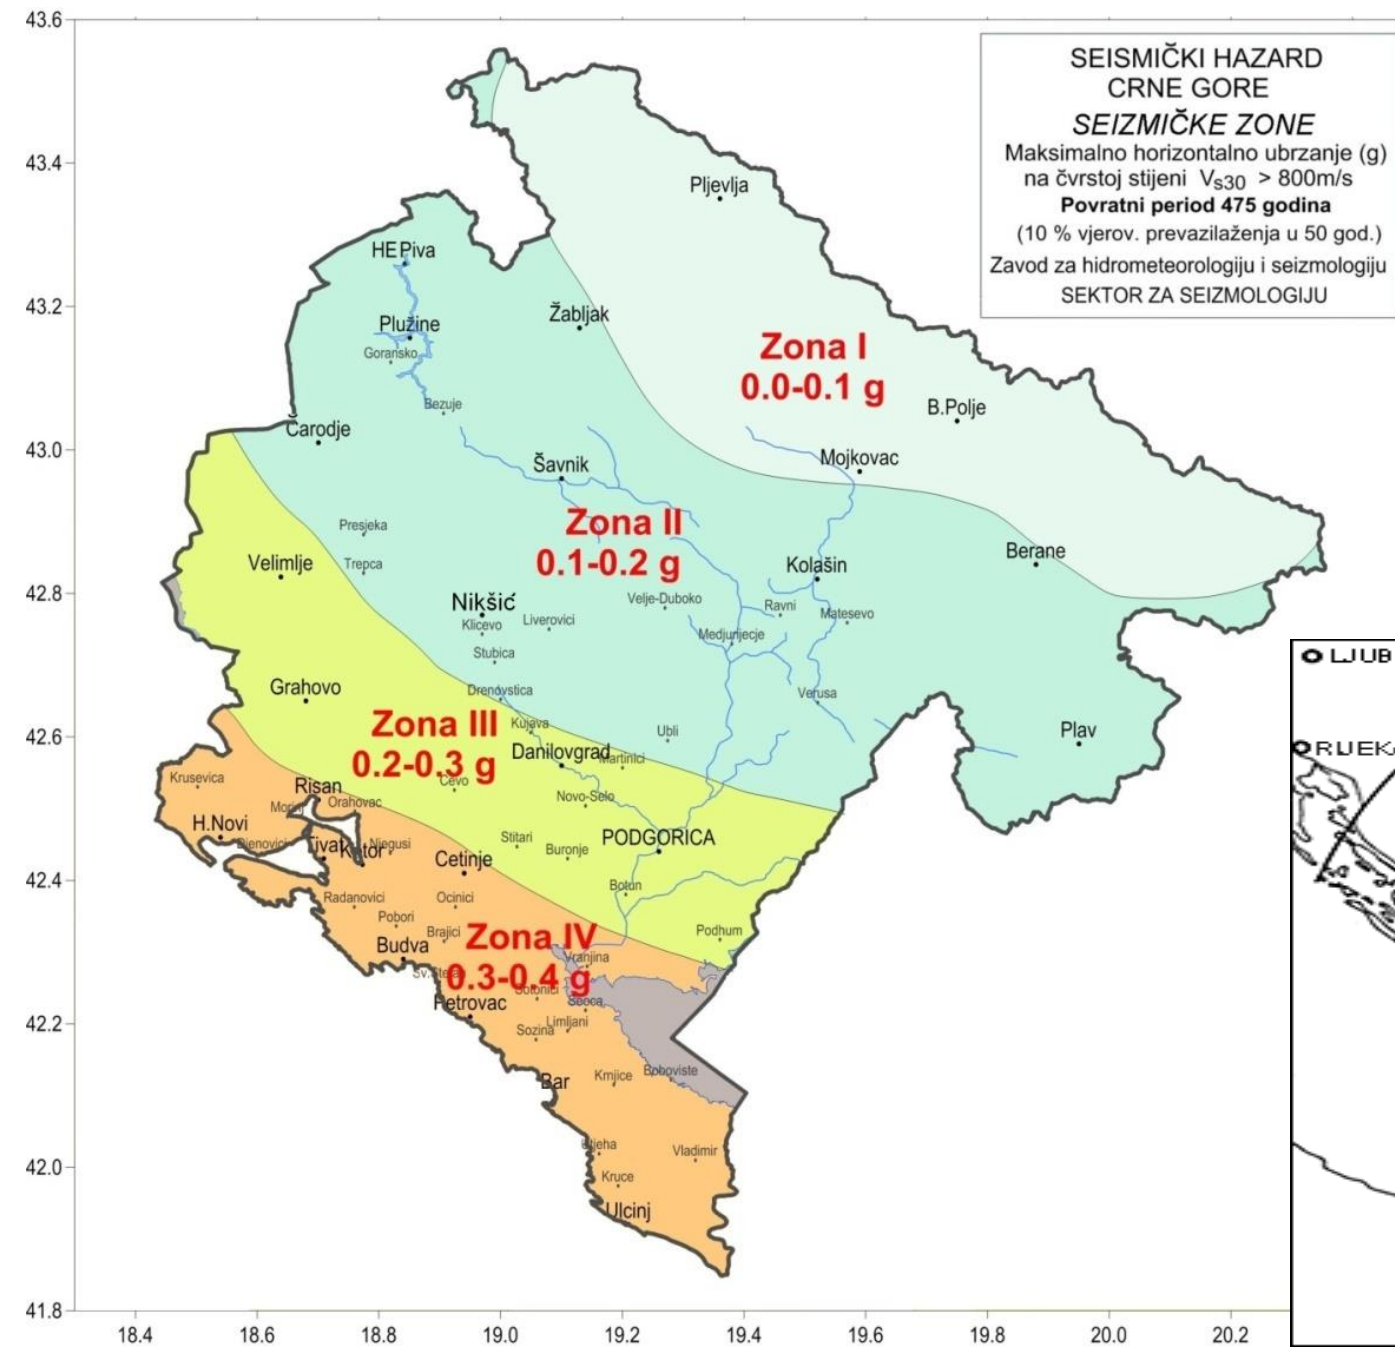 SEISMIČKI HAZARD
CRNE GORE
SEIZMIČKE ZONE
Maksimalno horizontalno ubrzanje (g)
na čvrstoj stijeni Vs30 > 800m/s
Povratni period 475 godina
(10 % vjerov. prevazilaženja u 50 god.)
Zavod za hidrometeorologiju i seizmologiju
SEKTOR ZA SEIZMOLOGIJU
43.6
43.4
43.2
43.0
42.8
42.6
42.4
42.2
42.0
41.8
Pljevlja
HE Piva
Plužine
Goransko
Žabljak
Zona I
0.0-0.1 g
Bezuje
B.Polje
Čarodje
Šavnik
Mojkovac
Presjeka
Zona II
0.1-0.2 g
Velimlje
Trepca
Kolašin
Berane
Nikšić
Klicevo
Liverovici
Velje-Duboko
Ravni
Matesevo
Medjurijecje
Stubica
Grahovo
Drenovstica
Verusa
Zona III
0.2-0.3 g
Kujava
Ubli
Plav
Danilovgrad
Martinici
Krusevica
Risan
Cevo
Orahovac
Novo-Selo
H.Novi
Djenovici
Tivat
Kotor
Njegusi
Stitari
Buronje
PODGORICA
Cetinje
Radanovici
Ocinici
Botun
Pobori
Brajici
Podhum
Zona IV
0.3-0.4 g
Budva
Vranjina
Petrovac
Sotonici
Seoca
Limljani
Sozina
Bar
Krnjice
Boboviste
Vladimir
Kruce
Ulcinj
LJUB
RIJEKA
18.4 18.6 18.8 19.0 19.2 19.4 19.6 19.8 20.0 20.2